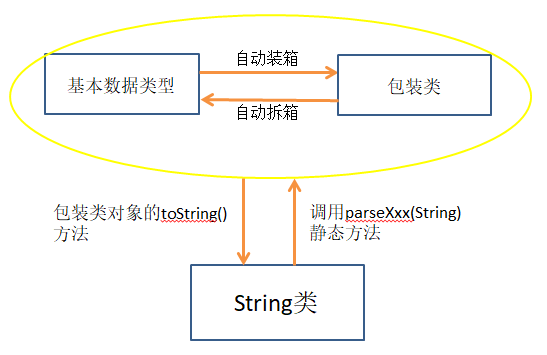 自动装箱
基本数据类型
包装类
自动拆箱
包装类对象的toString()
方法
调用parseXxx(String)
静态方法
String类